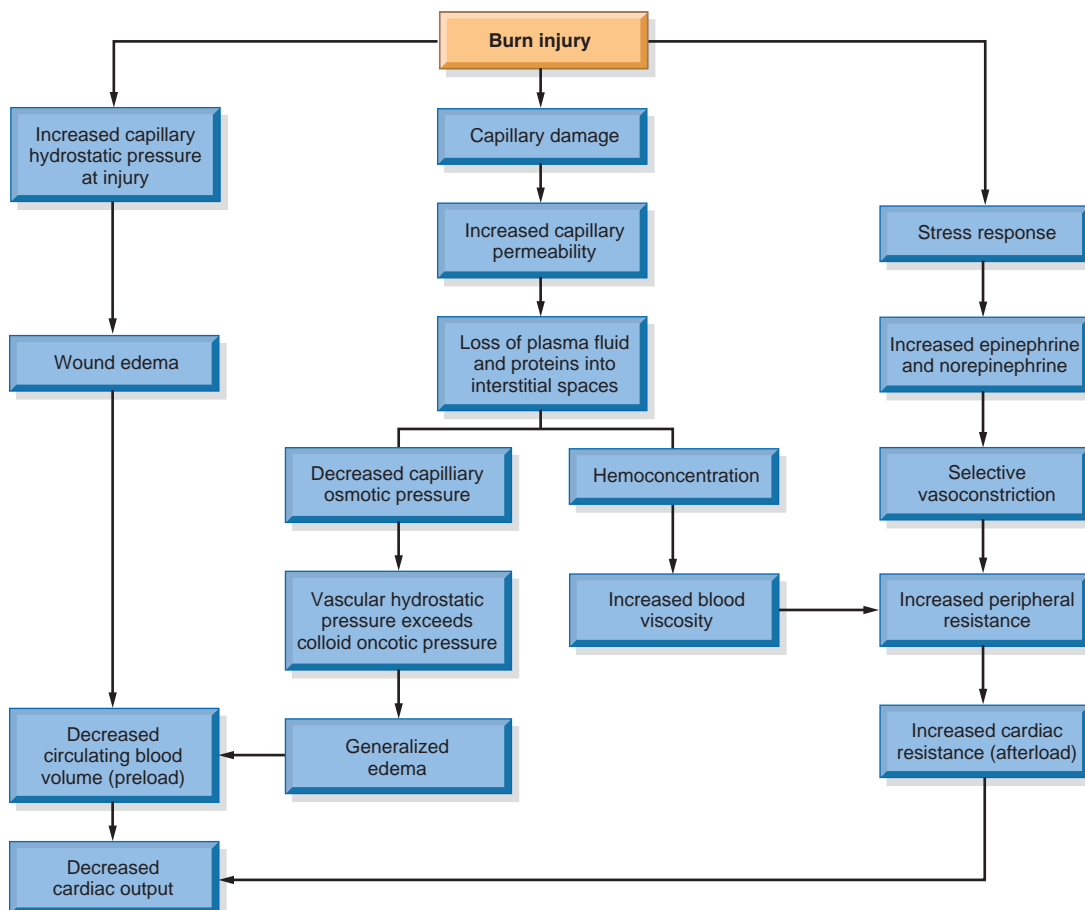 Burn injury
Increased capillary
hydrostatic pressure
at injury
Wound edema
Capillary damage
Increased capillary
permeability
Loss of plasma fluid
and proteins into
interstitial spaces
Decreased capilliary
osmotic pressure
Vascular hydrostatic
pressure exceeds
colloid oncotic pressure
Generalized
edema
Hemoconcentration
Increased blood
viscosity
Stress response
Increased epinephrine
and norepinephrine
Selective
vasoconstriction
Increased peripheral
resistance
Increased cardiac
resistance (afterload)
Decreased
circulating blood
volume (preload)
Decreased
cardiac output